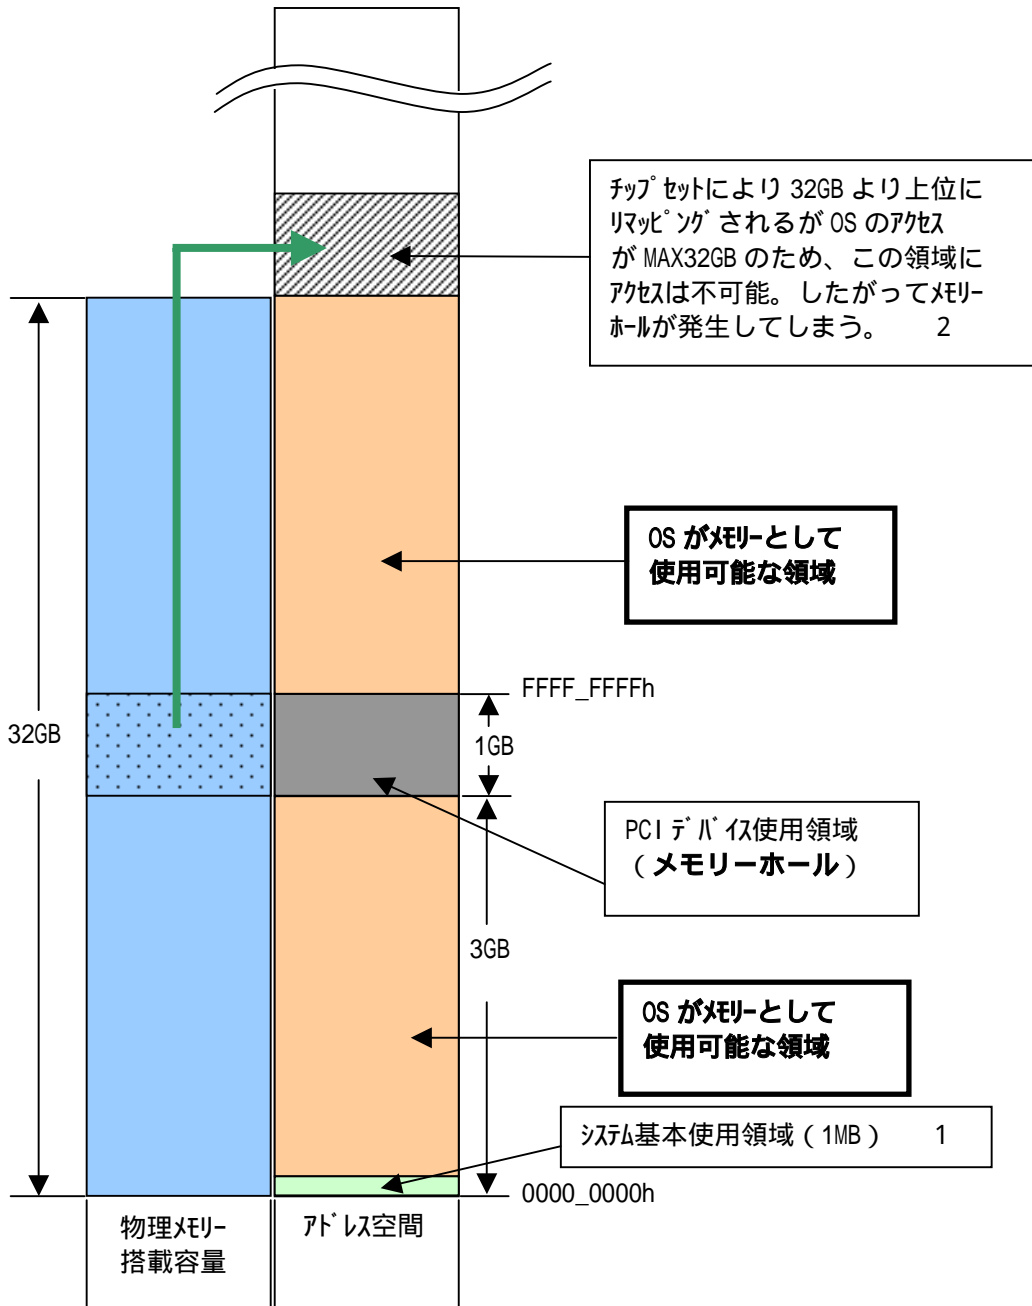 ﾁｯﾌﾟｾｯﾄにより 32GB より上位に
ﾘﾏｯﾋﾟﾝｸﾞされるが OS のｱｸｾｽ
が MAX32GB のため、この領域に
ｱｸｾｽは不可能。したがってﾒﾓﾘｰ
ﾎｰﾙが発生してしまう。 2
OS がﾒﾓﾘｰとして
使用可能な領域
FFFF_FFFFh
32GB
1GB
PCI ﾃﾞﾊﾞｲｽ使用領域
（メモリーホール）
3GB
OS がﾒﾓﾘｰとして
使用可能な領域
ｼｽﾃﾑ基本使用領域（1MB） 1
0000_0000h
物理ﾒﾓﾘｰ
搭載容量
ｱﾄﾞﾚｽ空間